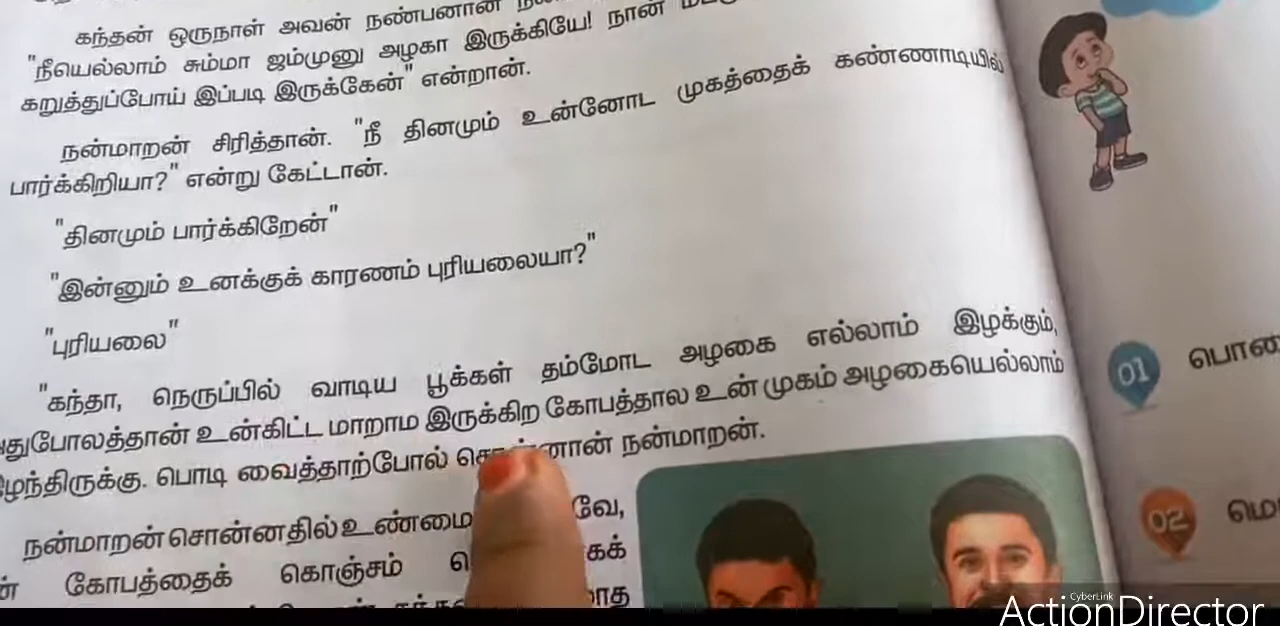 கந்தன் ஒருநாள் அவன் நண்பனான
"நீயெல்லாம் சும்மா ஜம்முனு அழகா இருக்கியே! நான்
கறுத்துப்போய் இப்படி இருக்கேன்" என்றான்.
நன்மாறன் சிரித்தான். "நீ தினமும் உன்னோட முகத்தைக் கண்ணாடியில்
பார்க்கிறியா?" என்று கேட்டான்.
"தினமும் பார்க்கிறேன்"
"இன்னும் உனக்குக் காரணம் புரியலையா?"
"புரியலை"
"கந்தா, நெருப்பில் வாடிய பூக்கள் தம்மோட அழகை எல்லாம் இழக்கும்,
அதுபோலத்தான் உன்கிட்ட மாறாம இருக்கிற கோபத்தால உன் முகம் அழகையெல்லாம்
பொடி வைத்தாற்போல் நன்மாறன்.
நன்மாறன் சொன்னதில் உண்மை
கோபத்தைக் கொஞ்சம்
01
02
CyberLink
ActionDirector